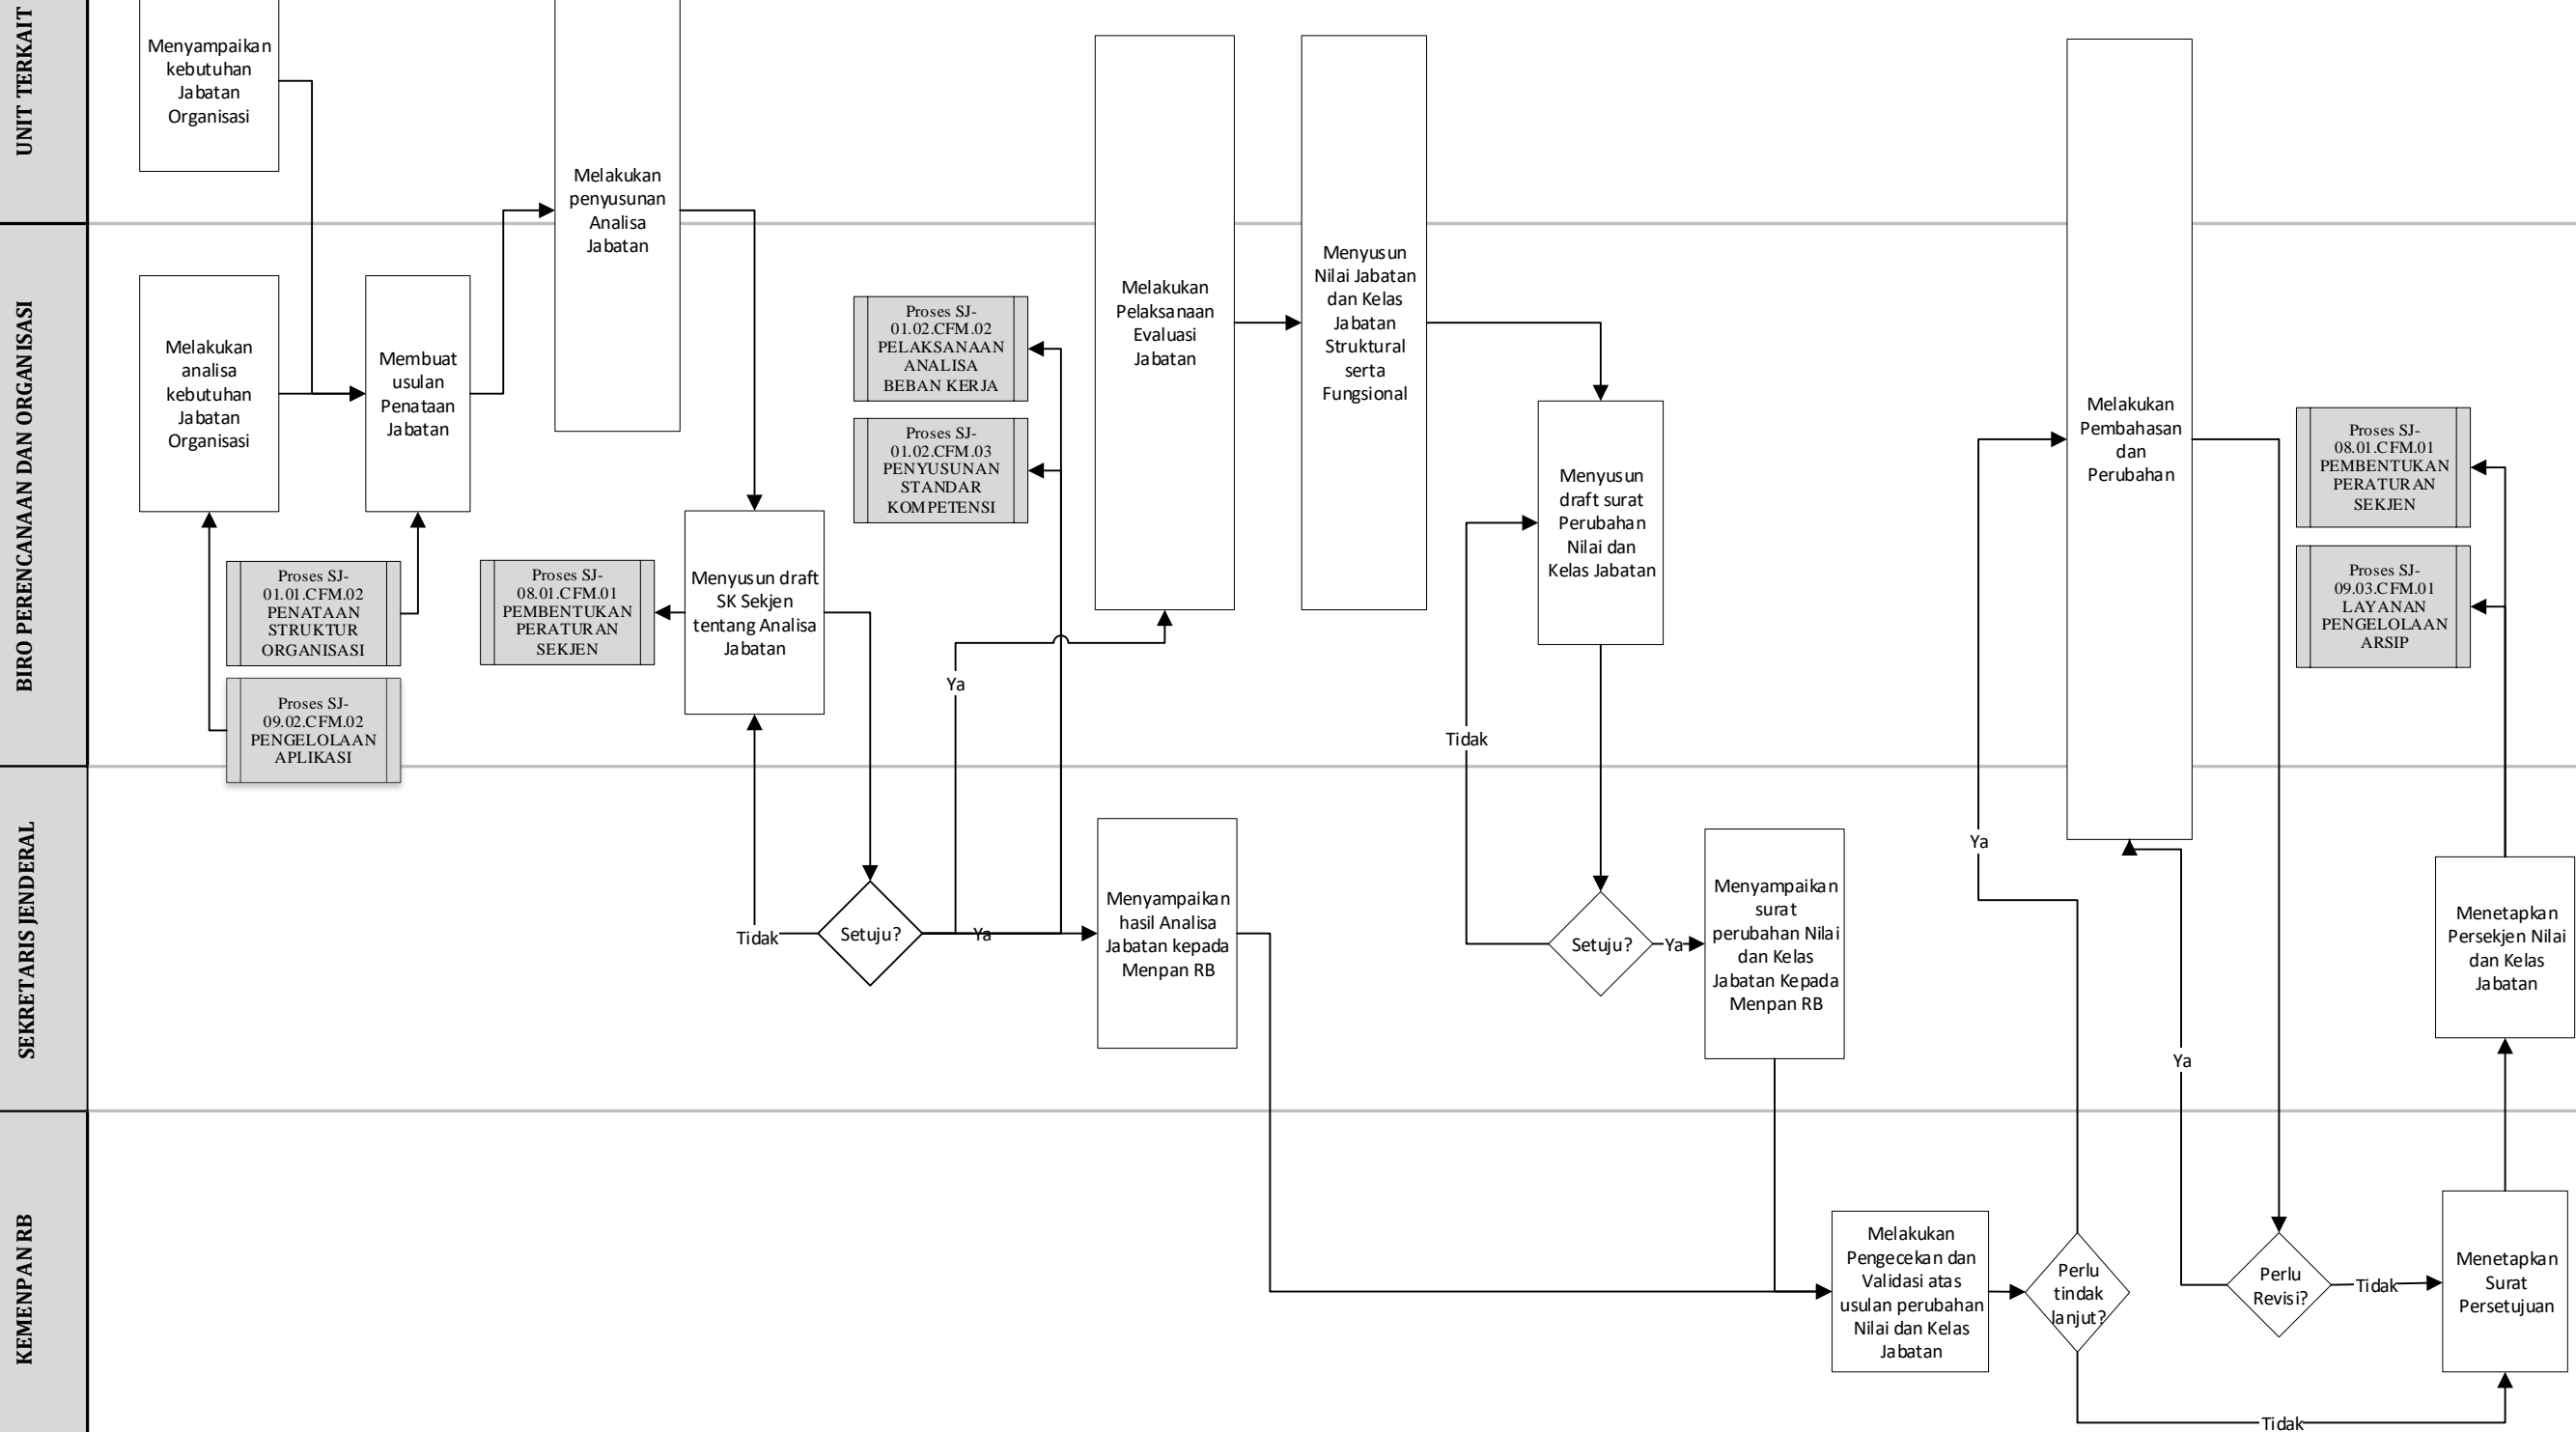 UNIT TERKAIT
Menyampaikan
kebutuhan
Jabatan
Organisasi
Melakukan
penyusunan
Analisa
Jabatan
BIRO PERENCANAAN DAN ORGANISASI
Melakukan
analisa
kebutuhan
Jabatan
Organisasi
Membuat
usulan
Penataan
Jabatan
Proses SJ-
01.01.CFM.02
PENATAAN
STRUKTUR
ORGANISASI
Proses SJ-
09.02.CFM.02
PENGELOLAAN
APLIKASI
Proses SJ-
08.01.CFM.01
PEMBENTUKAN
PERATURAN
SEKJEN
Menyusun draft
SK Sekjen
tentang Analisa
Jabatan
Proses SJ-
01.02.CFM.02
PELAKSANAAN
ANALISA
BEBAN KERJA
Proses SJ-
01.02.CFM.03
PENYUSUNAN
STANDAR
KOMPETENSI
Ya
Melakukan
Pelaksanaan
Evaluasi
Jabatan
Menyusun
Nilai Jabatan
dan Kelas
Jabatan
Struktural
serta
Fungsional
Menyusun
draft surat
Perubahan
Nilai dan
Kelas Jabatan
Tidak
Melakukan
Pembahasan
dan
Perubahan
Proses SJ-
08.01.CFM.01
PEMBENTUKAN
PERATURAN
SEKJEN
Proses SJ-
09.03.CFM.01
LAYANAN
PENGELOLAAN
ARSIP
SEKRETARIS JENDERAL
Tidak
Setuju?
Ya
Menyampaikan
hasil Analisa
Jabatan kepada
Menpan RB
Setuju?
Ya
Menyampaikan
surat
perubahan Nilai
dan Kelas
Jabatan Kepada
Menpan RB
Ya
Ya
Menetapkan
Persekjen Nilai
dan Kelas
Jabatan
KEMENPAN RB
Melakukan
Pengecekan dan
Validasi atas
usulan perubahan
Nilai dan Kelas
Jabatan
Perlu
tindak
lanjut?
Perlu
Revisi?
Tidak
Menetapkan
Surat
Persetujuan
Tidak